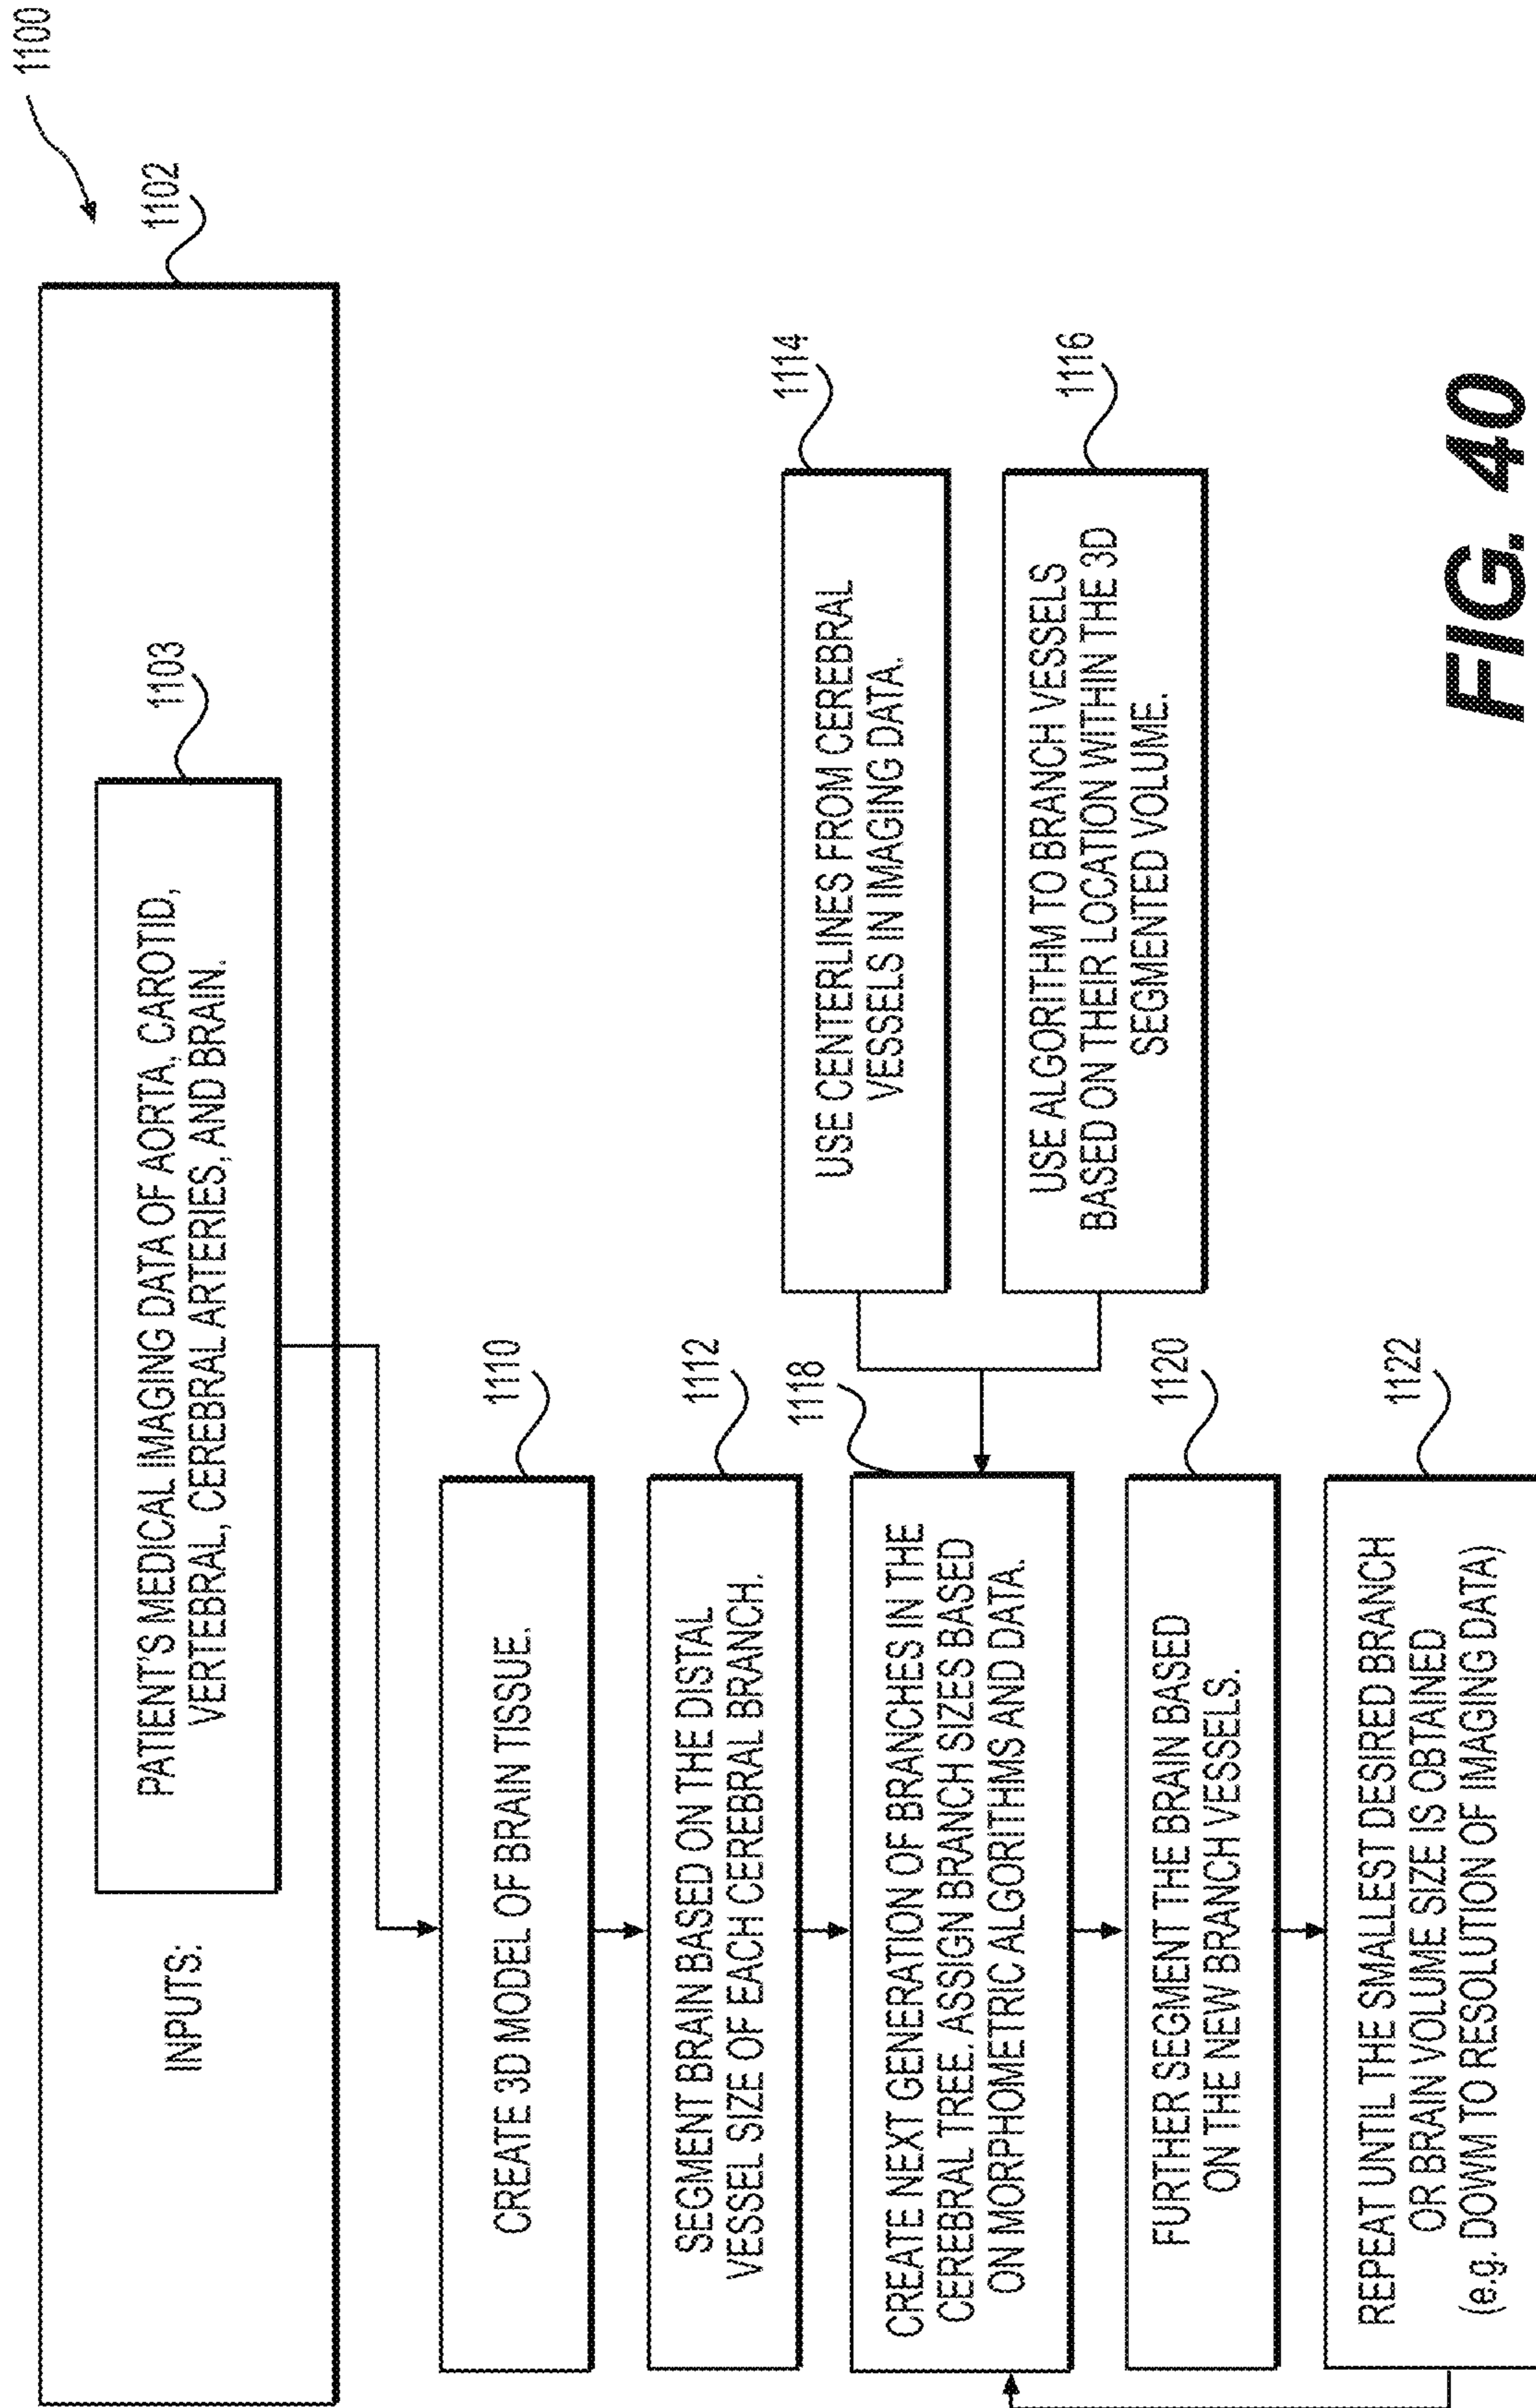 1100
1102
1103
INPUTS:
PATIENT'S MEDICAL IMAGING DATA OF AORTA, CAROTID,
VERTEBRAL, CEREBRAL ARTERIES, AND BRAIN.
1110
CREATE 3D MODEL OF BRAIN TISSUE.
1112
SEGMENT BRAIN BASED ON THE DISTAL
VESSEL SIZE OF EACH CEREBRAL BRANCH.
1114
USE CENTERLINES FROM CEREBRAL
VESSELS IN IMAGING DATA.
1116
USE ALGORITHM TO BRANCH VESSELS
BASED ON THEIR LOCATION WITHIN THE 3D
SEGMENTED VOLUME.
1118
CREATE NEXT GENERATION OF BRANCHES IN THE
CEREBRAL TREE. ASSIGN BRANCH SIZES BASED
ON MORPHOMETRIC ALGORITHMS AND DATA.
1120
FURTHER SEGMENT THE BRAIN BASED
ON THE NEW BRANCH VESSELS.
1122
REPEAT UNTIL THE SMALLEST DESIRED BRANCH
OR BRAIN VOLUME SIZE IS OBTAINED
(e.g. DOWM TO RESOLUTION OF IMAGING DATA)
FIG. 40